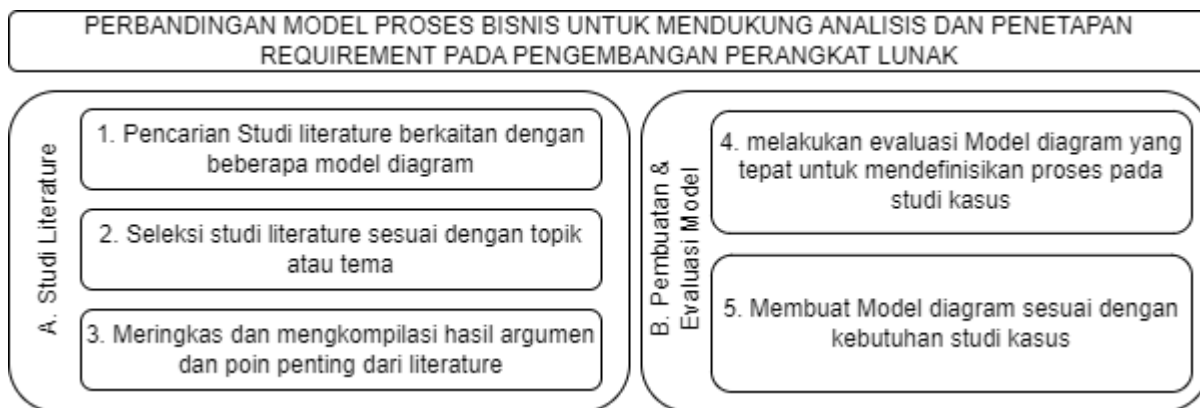 PERBANDINGAN MODEL PROSES BISNIS UNTUK MENDUKUNG ANALISIS DAN PENETAPAN
REQUIREMENT PADA PENGEMBANGAN PERANGKAT LUNAK
A. Studi Literature
1. Pencarian Studi literature berkaitan dengan
beberapa model diagram
2. Seleksi studi literature sesuai dengan topik
atau tema
3. Meringkas dan mengkompilasi hasil argumen
dan poin penting dari literature
B. Pembuatan &
Evaluasi Model
4. melakukan evaluasi Model diagram yang
tepat untuk mendefinisikan proses pada
studi kasus
5. Membuat Model diagram sesuai dengan
kebutuhan studi kasus